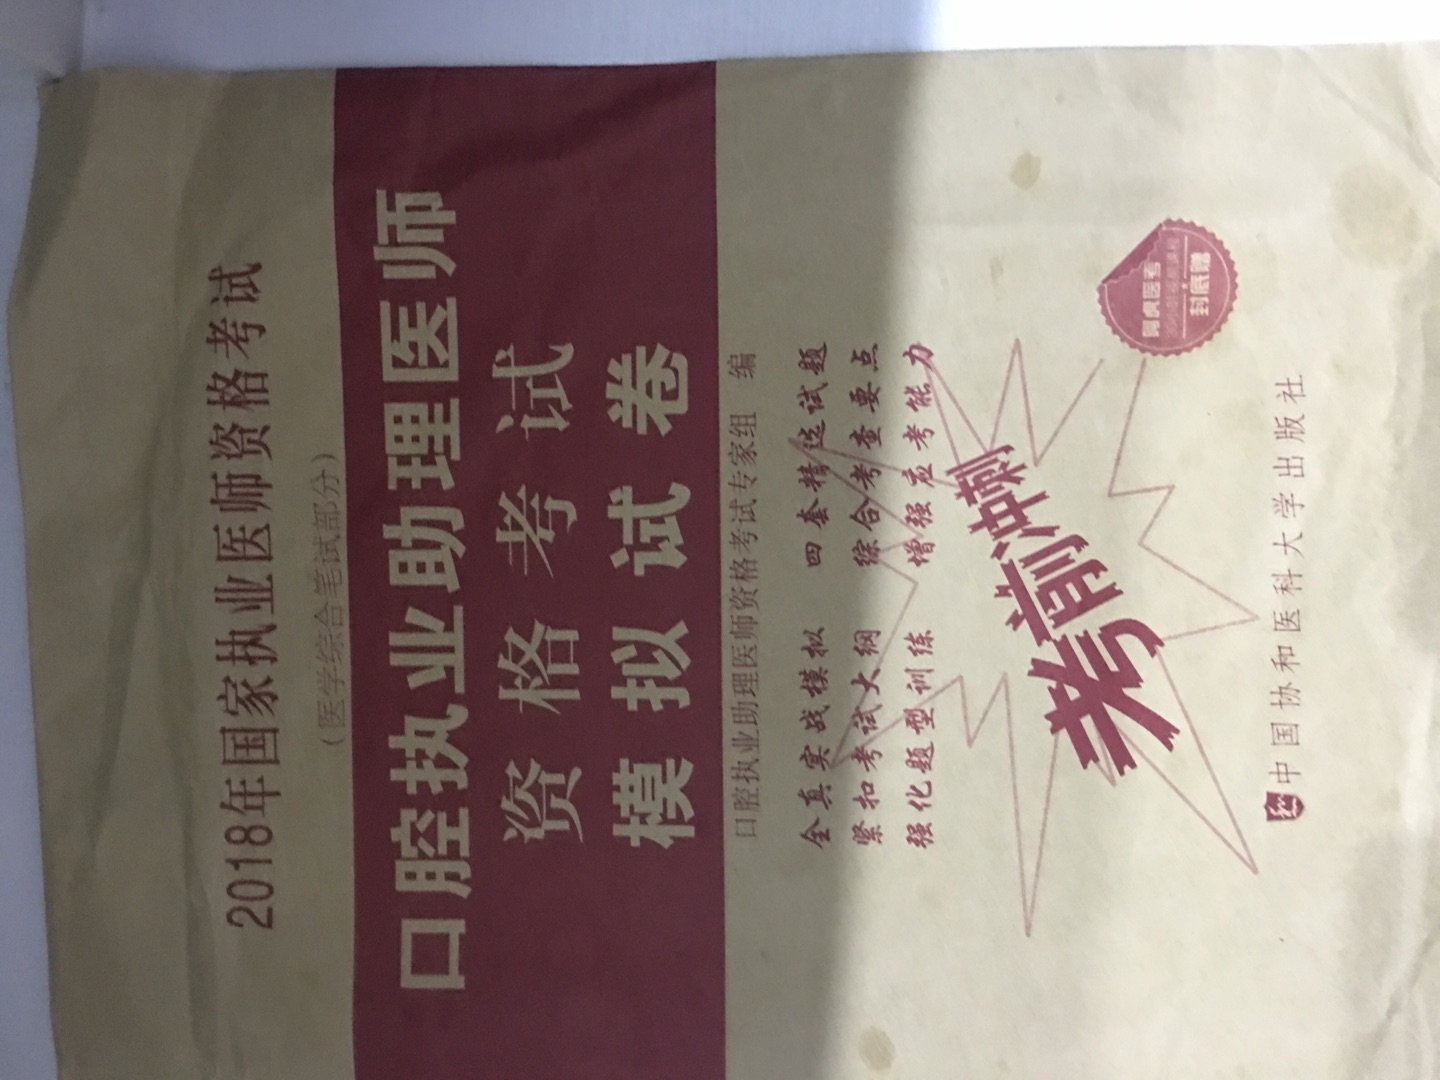 2018年国家执业医师资格考试
（医学综合笔试部分）
口腔执业助理医师
资格考试
模拟试卷
口腔执业助理医师资格考试专家组 编
全真实战模拟 四套精选试题
紧扣考试大纲 综合考查要点
强化题型训练 增强应考能力
考前冲刺
封底赠
中国协和医科大学出版社